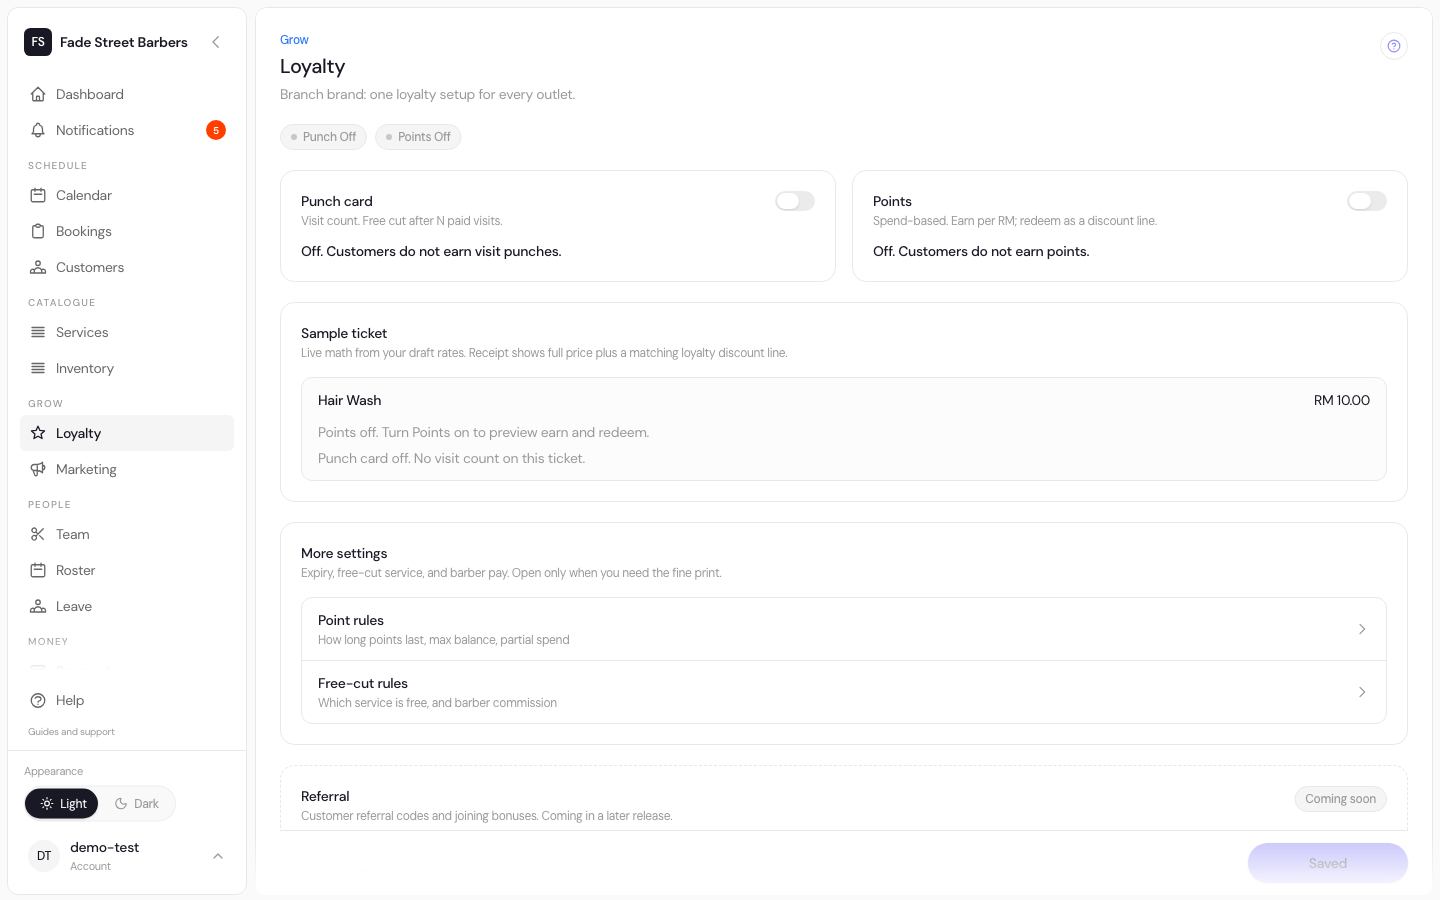 FS Fade Street Barbers
Dashboard
Notifications 5
SCHEDULE
Calendar
Bookings
Customers
CATALOGUE
Services
Inventory
GROW
Loyalty
Marketing
PEOPLE
Team
Roster
Leave
MONEY
Help
Guides and support
Appearance
Light Dark
DT demo-test
Account
Grow
Loyalty
Branch brand: one loyalty setup for every outlet.
Punch Off Points Off
Punch card
Visit count. Free cut after N paid visits.
Off. Customers do not earn visit punches.
Points
Spend-based. Earn per RM; redeem as a discount line.
Off. Customers do not earn points.
Sample ticket
Live math from your draft rates. Receipt shows full price plus a matching loyalty discount line.
Hair Wash RM 10.00
Points off. Turn Points on to preview earn and redeem.
Punch card off. No visit count on this ticket.
More settings
Expiry, free-cut service, and barber pay. Open only when you need the fine print.
Point rules
How long points last, max balance, partial spend
Free-cut rules
Which service is free, and barber commission
Referral Coming soon
Customer referral codes and joining bonuses. Coming in a later release.
Saved